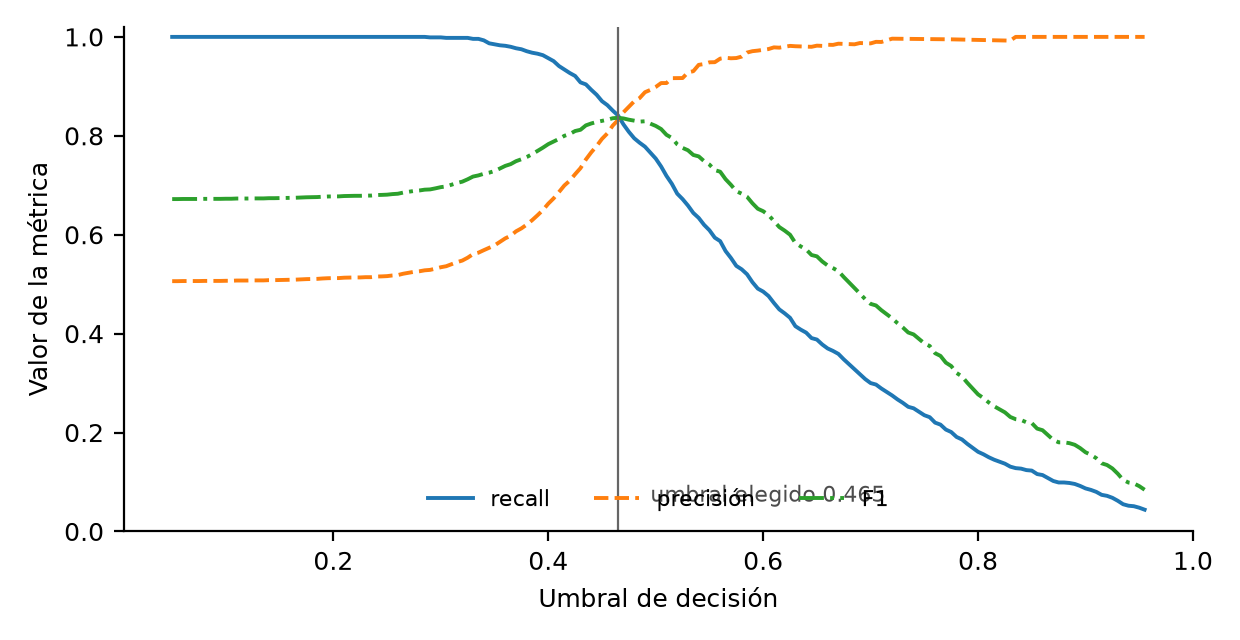 Valor de la métrica
1.0
0.8
0.6
0.4
0.2
0.0
umbral elegido 0.465
recall precisión F1
0.2 0.4 0.6 0.8 1.0
Umbral de decisión